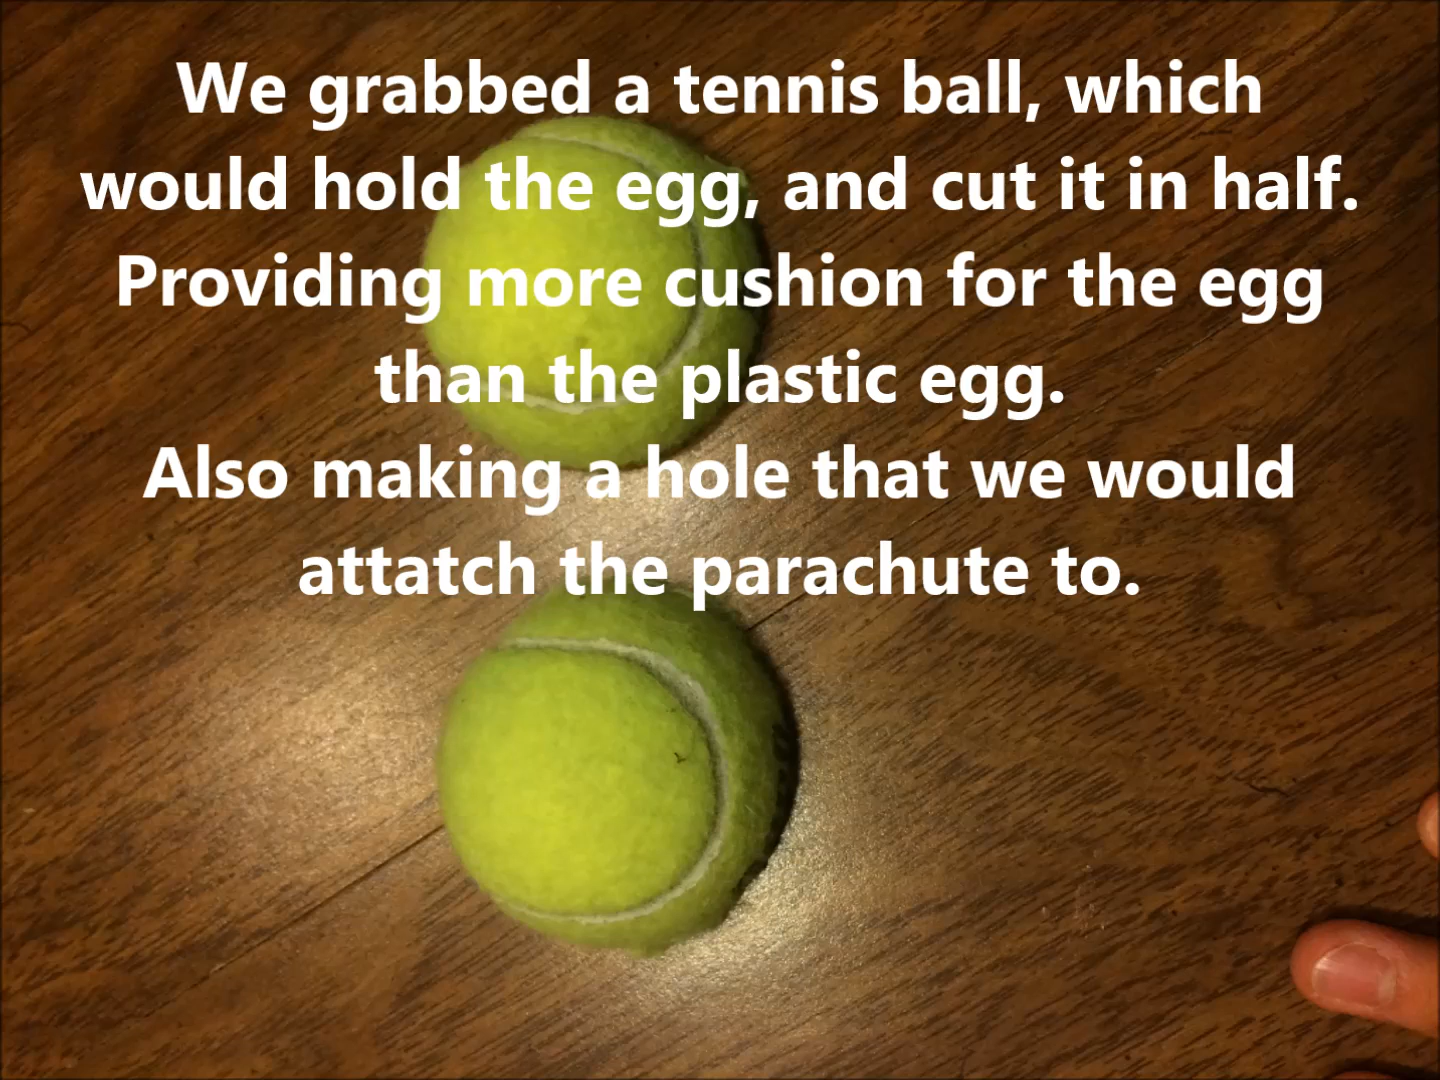 We grabbed a tennis ball, which
would hold the egg, and cut it in half.
Providing more cushion for the egg
than the plastic egg.
Also making a hole that we would
attatch the parachute to.